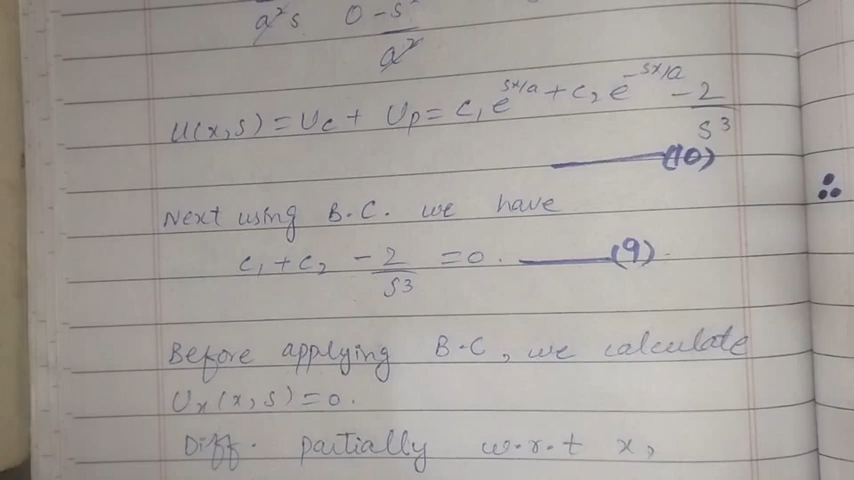 a²s 0-s²
a²
U(x,s) = Uc + Up = c₁e^sx/a + c₂e^-sx/a - 2/s³
(10)
Next using B.C. we have
c₁ + c₂ - 2/s³ = 0. (9).
∴
Before applying B.C, we calculate
Ux(x,s) = 0.
Diff. partially w.r.t x,